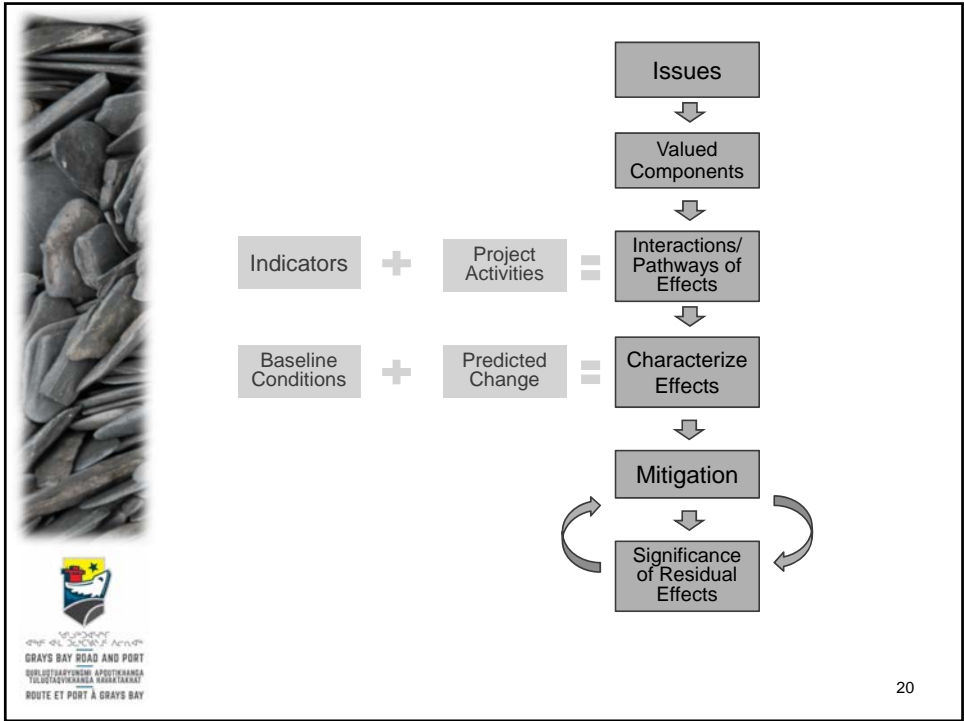 Issues
Valued
Components
Indicators + Project Activities = Interactions/
Pathways of
Effects
Baseline Conditions + Predicted Change = Characterize
Effects
Mitigation
Significance
of Residual
Effects
GRAYS BAY ROAD AND PORT
ROUTE ET PORT À GRAYS BAY
20